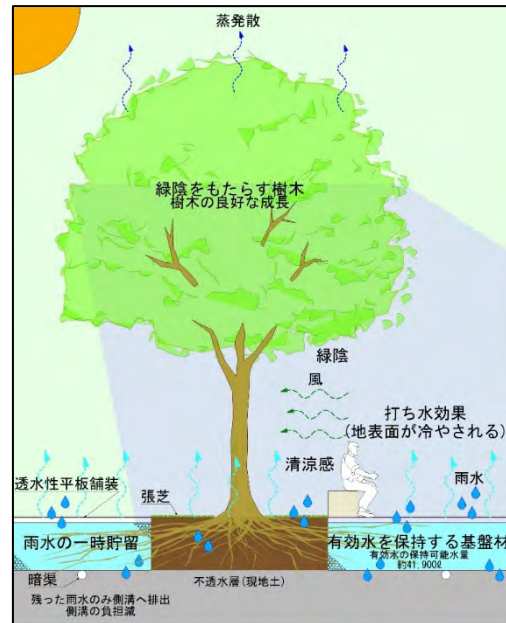 蒸発散
緑陰をもたらす樹木
樹木の良好な成長
緑陰
風
打ち水効果
(地表面が冷やされる)
清涼感
雨水
透水性平板舗装
張芝
雨水の一時貯留
有効水を保持する基盤材
有効水の保持可能水量
約41,900ℓ
暗渠
不透水層(現地土)
残った雨水のみ側溝へ排出
側溝の負担減